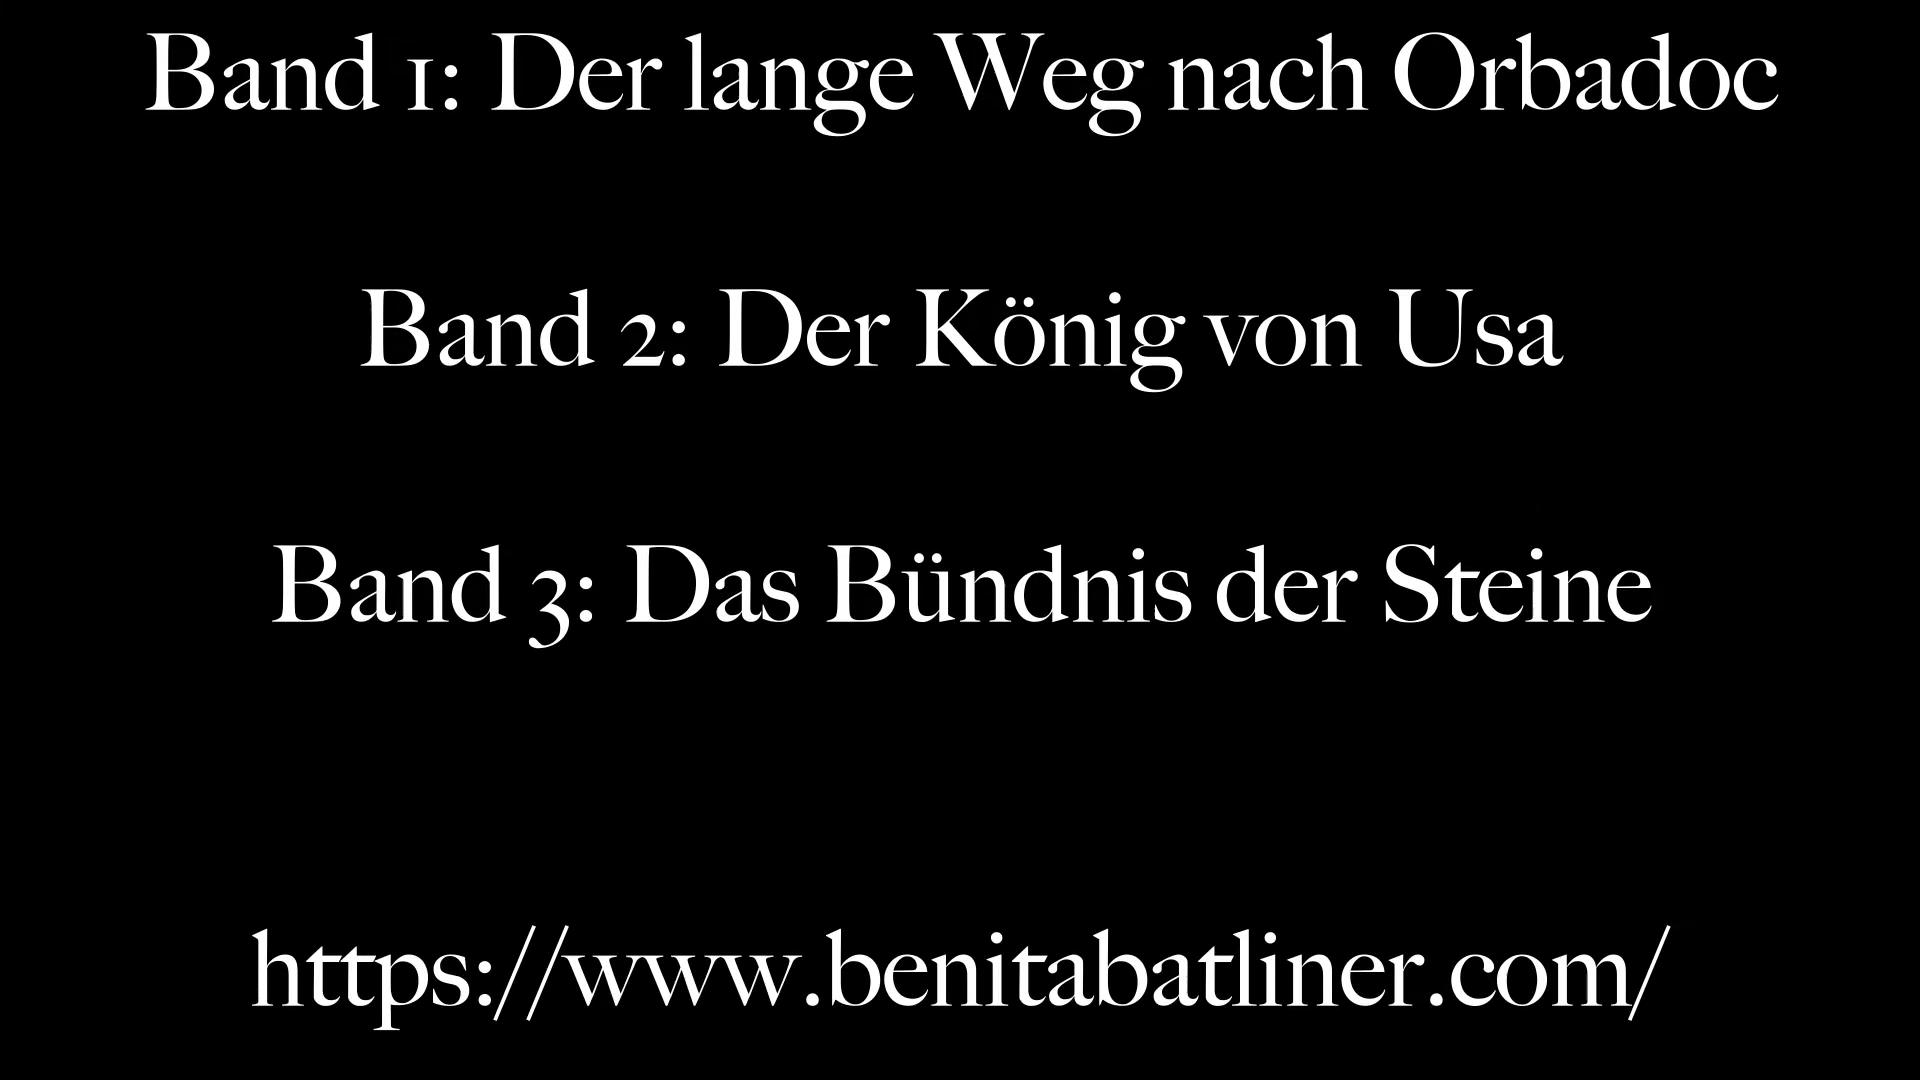 Band 1: Der lange Weg nach Orbadoc
Band 2: Der König von Usa
Band 3: Das Bündnis der Steine
https://www.benitabatliner.com/